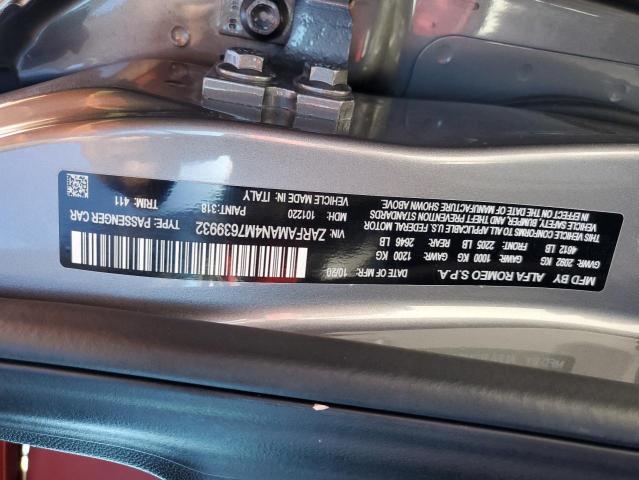 MFD BY ALFA ROMEO S.P.A. DATE OF MFR: 10/20
GVWR: 2092 KG GAWR: 1000 KG GAWR: 1200 KG
4612 LB FRONT: 2205 LB REAR: 2646 LB
THIS VEHICLE CONFORMS TO ALL APPLICABLE FEDERAL MOTOR
VEHICLE SAFETY, BUMPER, AND THEFT PREVENTION STANDARDS
IN EFFECT ON THE DATE OF MANUFACTURE SHOWN ABOVE.
VIN: ZARFAMAN4M7639932 TYPE: PASSENGER CAR
MDH: 101220 PAINT: 318 TRIM: 411
VEHICLE MADE IN: ITALY